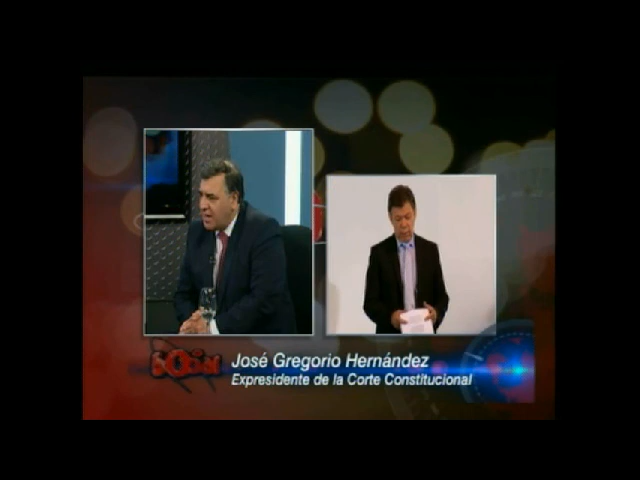 José Gregorio Hernández
Expresidente de la Corte Constitucional